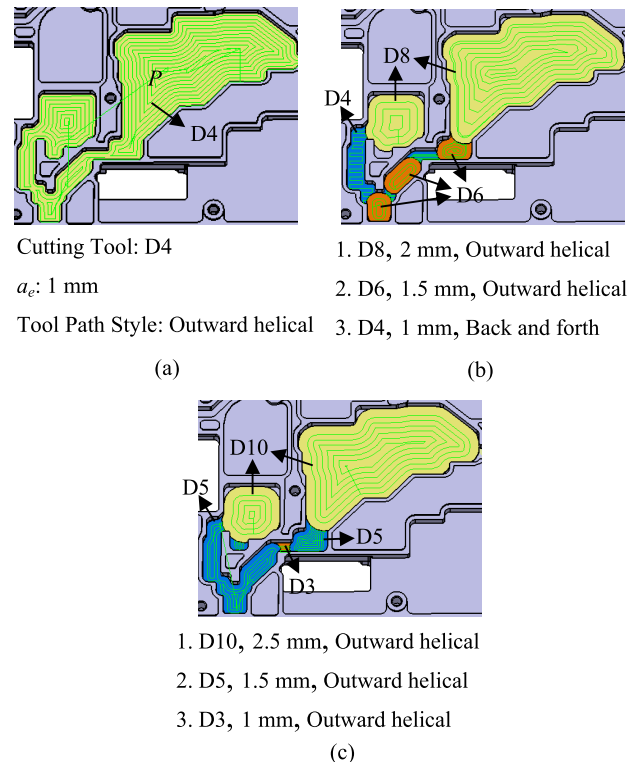 P
D4
Cutting Tool: D4
aₑ: 1 mm
Tool Path Style: Outward helical
(a)
D8
D4
D6
1. D8, 2 mm, Outward helical
2. D6, 1.5 mm, Outward helical
3. D4, 1 mm, Back and forth
(b)
D10
D5
D5
D3
1. D10, 2.5 mm, Outward helical
2. D5, 1.5 mm, Outward helical
3. D3, 1 mm, Outward helical
(c)